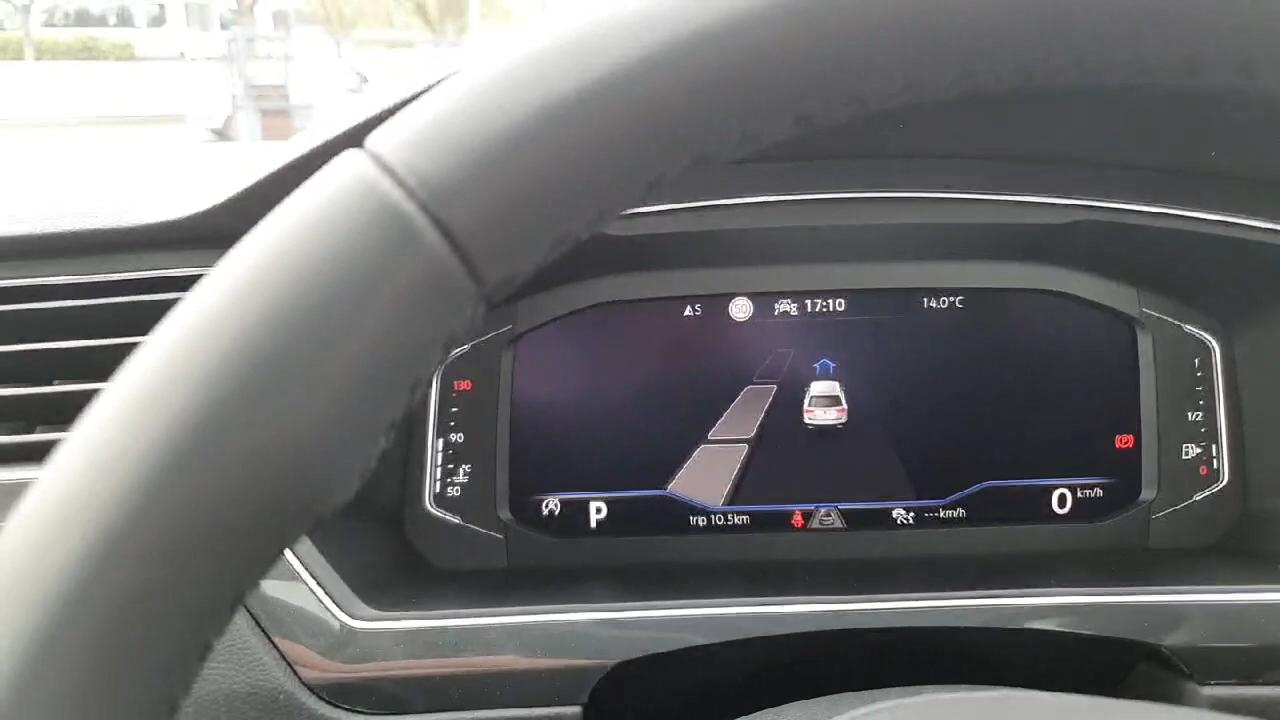 S 50 17:10 14.0°C
130
90
°C
50
1
1/2
0
(P)
P
trip 10.5km
---km/h
0 km/h